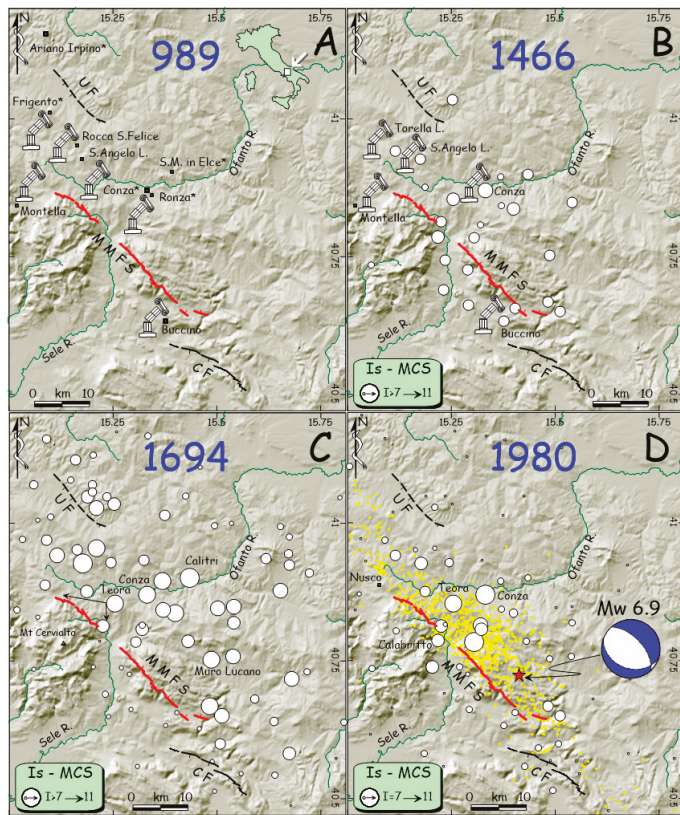 15.25
15.75
15.25
15.75
N
Ariano Irpino*
989
A
UF
Frigento*
41
Rocca S.Felice
S.Angelo L.
S.M. in Elce*
Ofanto R.
Conza*
Ronza*
Montella
MMFS
40.75
Buccino
Sele R.
CF
0 km 10
40.5
N
1466
B
UF
41
Torella L.
S.Angelo L.
Ofanto R.
Conza
Montella
MMFS
40.75
Buccino
Sele R.
CF
Is - MCS
I>7 → 11
0 km 10
40.5
15.25
15.75
15.25
15.75
N
1694
C
UF
41
Ofanto R.
Calitri
Conza
Teora
Mt Cervialto
MMFS
Muro Lucano
40.75
Sele R.
CF
Is - MCS
I>7 → 11
0 km 10
40.5
N
1980
D
UF
41
Ofanto R.
Nusco
Teora
Conza
Mw 6.9
Calabritto
MMFS
40.75
Sele R.
CF
Is - MCS
I=7 → 11
0 km 10
40.5